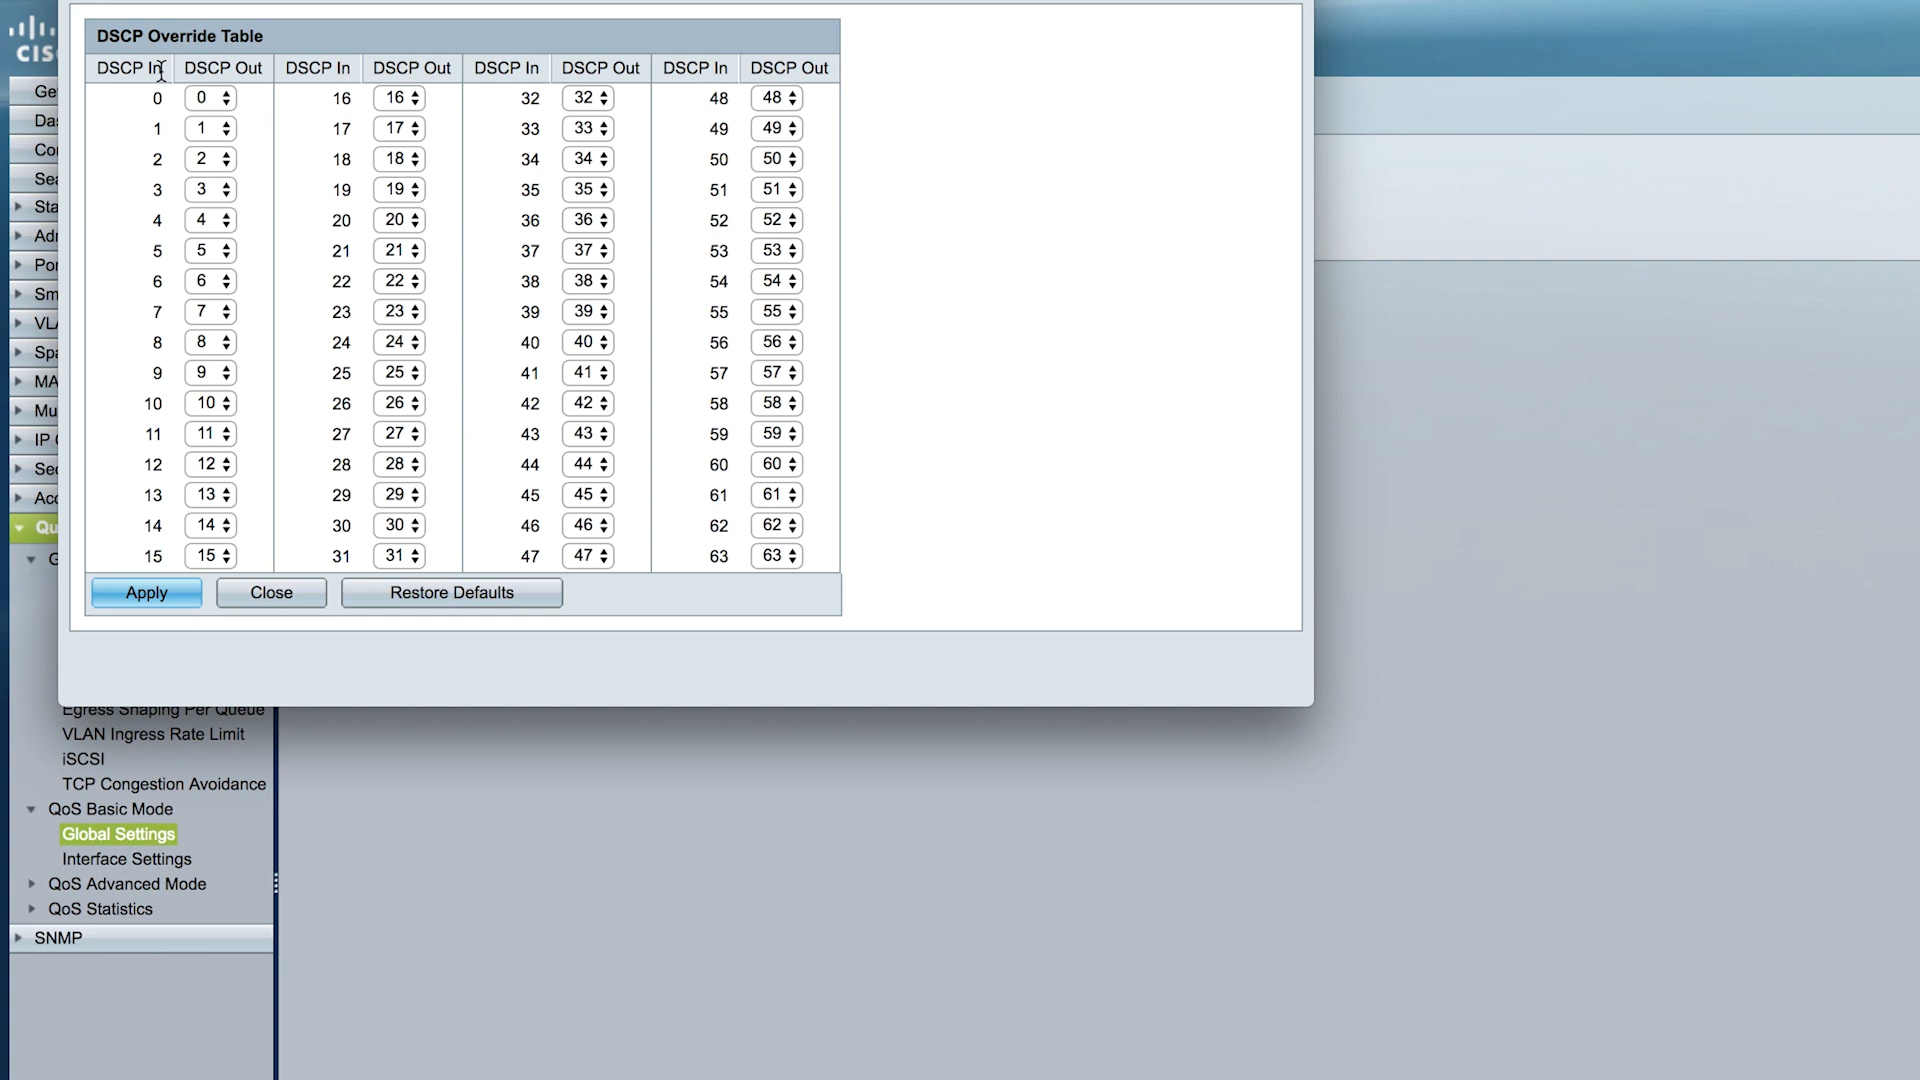 DSCP Override Table
DSCP In DSCP Out DSCP In DSCP Out DSCP In DSCP Out DSCP In DSCP Out
0 0 16 16 32 32 48 48
1 1 17 17 33 33 49 49
2 2 18 18 34 34 50 50
3 3 19 19 35 35 51 51
4 4 20 20 36 36 52 52
5 5 21 21 37 37 53 53
6 6 22 22 38 38 54 54
7 7 23 23 39 39 55 55
8 8 24 24 40 40 56 56
9 9 25 25 41 41 57 57
10 10 26 26 42 42 58 58
11 11 27 27 43 43 59 59
12 12 28 28 44 44 60 60
13 13 29 29 45 45 61 61
14 14 30 30 46 46 62 62
15 15 31 31 47 47 63 63
Apply Close Restore Defaults
Egress Shaping Per Queue
VLAN Ingress Rate Limit
iSCSI
TCP Congestion Avoidance
QoS Basic Mode
Global Settings
Interface Settings
QoS Advanced Mode
QoS Statistics
SNMP